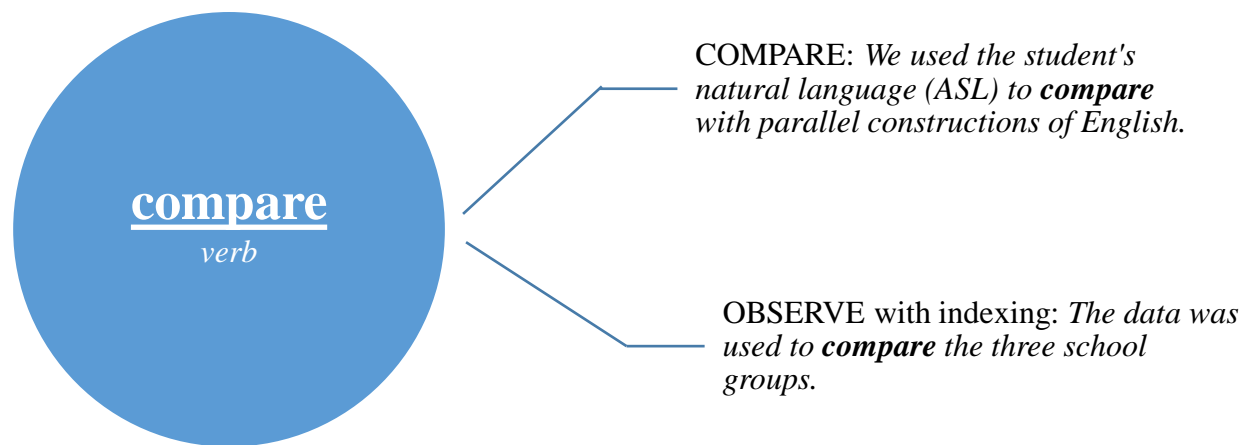 compare
verb
COMPARE: We used the student's
natural language (ASL) to compare
with parallel constructions of English.
OBSERVE with indexing: The data was
used to compare the three school
groups.